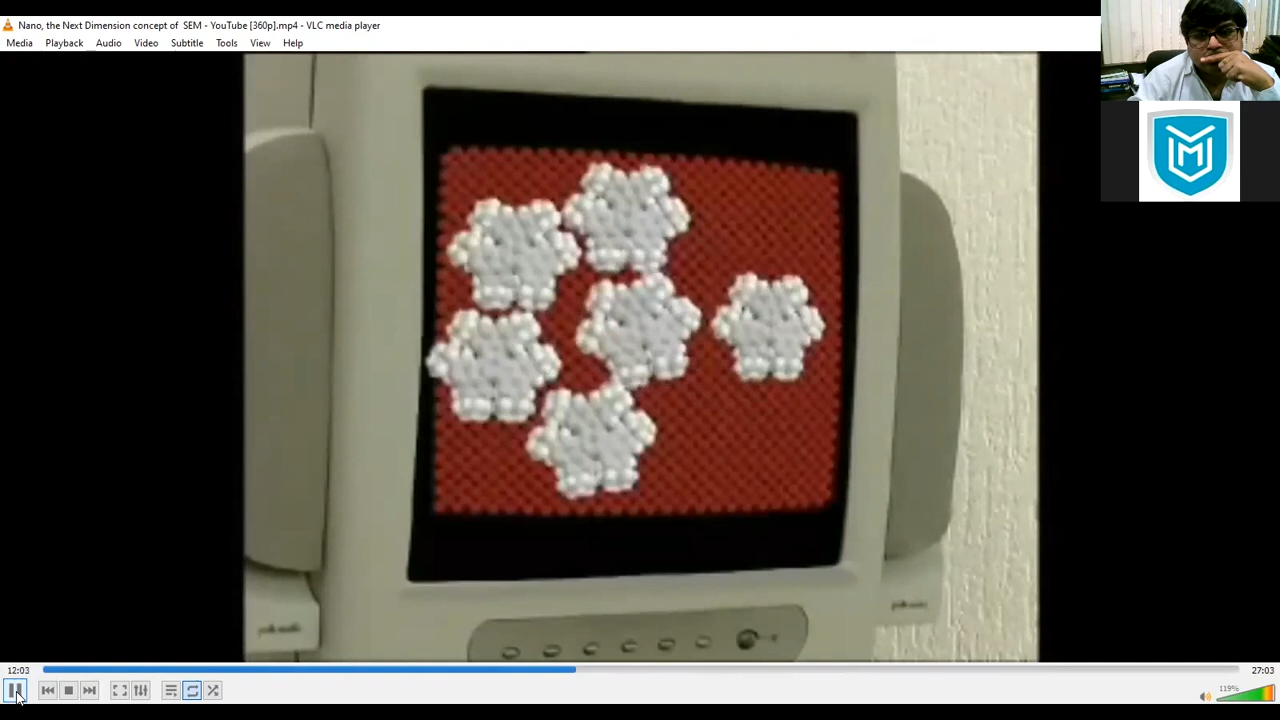 Nano, the Next Dimension concept of SEM - YouTube [360p].mp4 - VLC media player
Media Playback Audio Video Subtitle Tools View Help
12:03
27:03
119%